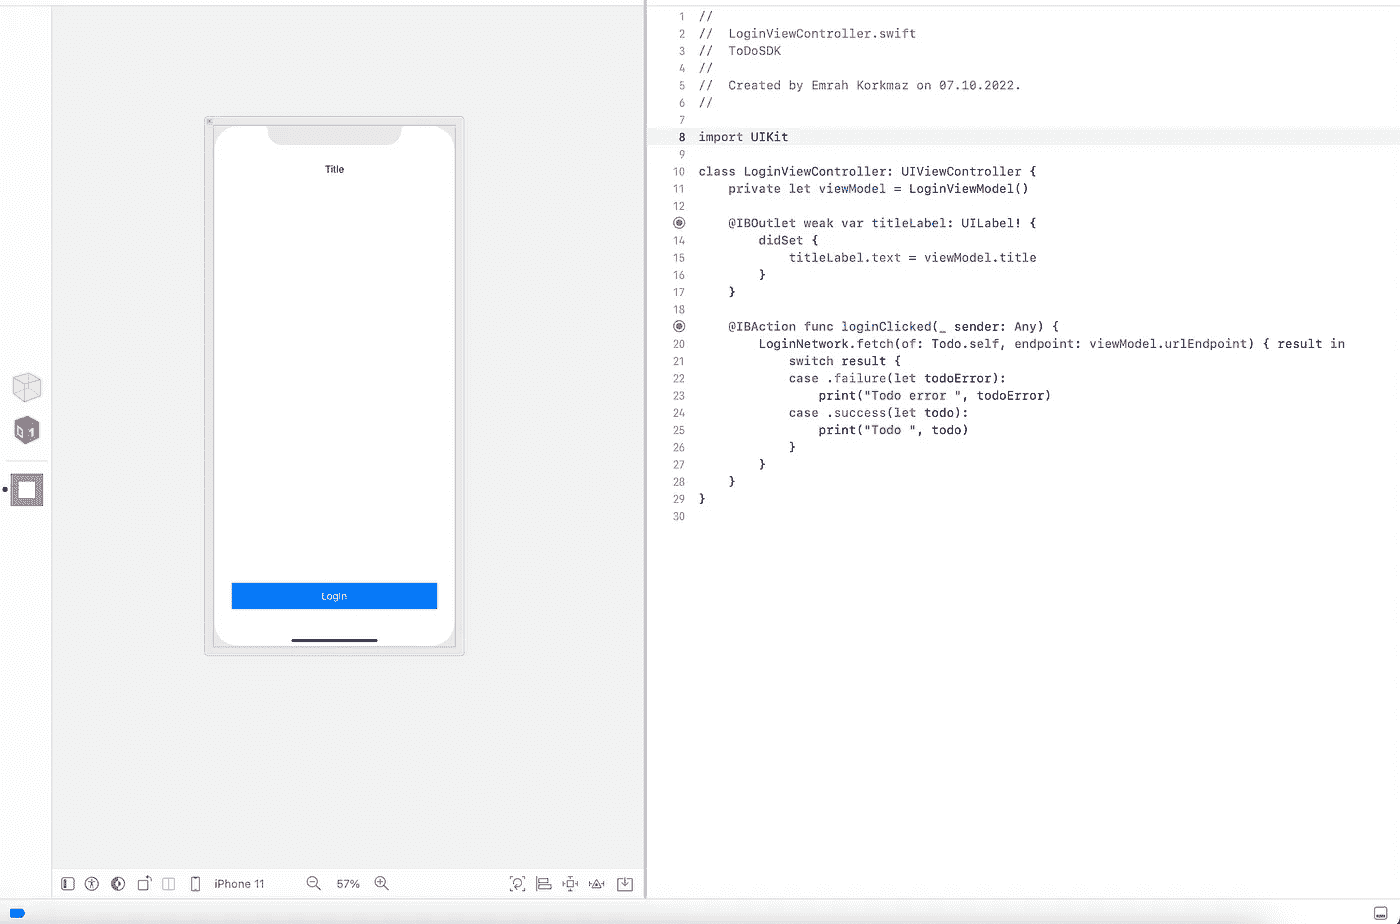 Title
Login
iPhone 11
57%
1 //
2 //  LoginViewController.swift
3 //  ToDoSDK
4 //
5 //  Created by Emrah Korkmaz on 07.10.2022.
6 //
7
8 import UIKit
9
10 class LoginViewController: UIViewController {
11     private let viewModel = LoginViewModel()
12
    @IBOutlet weak var titleLabel: UILabel! {
14         didSet {
15             titleLabel.text = viewModel.title
16         }
17     }
18
    @IBAction func loginClicked(_ sender: Any) {
20         LoginNetwork.fetch(of: Todo.self, endpoint: viewModel.urlEndpoint) { result in
21             switch result {
22             case .failure(let todoError):
23                 print("Todo error ", todoError)
24             case .success(let todo):
25                 print("Todo ", todo)
26             }
27         }
28     }
29 }
30